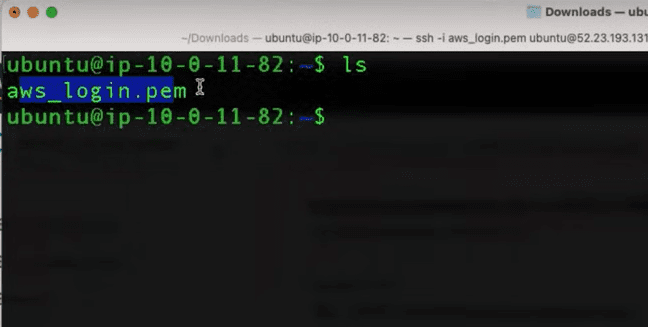 Downloads — ubu
~/Downloads — ubuntu@ip-10-0-11-82: ~ — ssh -i aws_login.pem ubuntu@52.23.193.131
ubuntu@ip-10-0-11-82:~$ ls
aws_login.pem
ubuntu@ip-10-0-11-82:~$